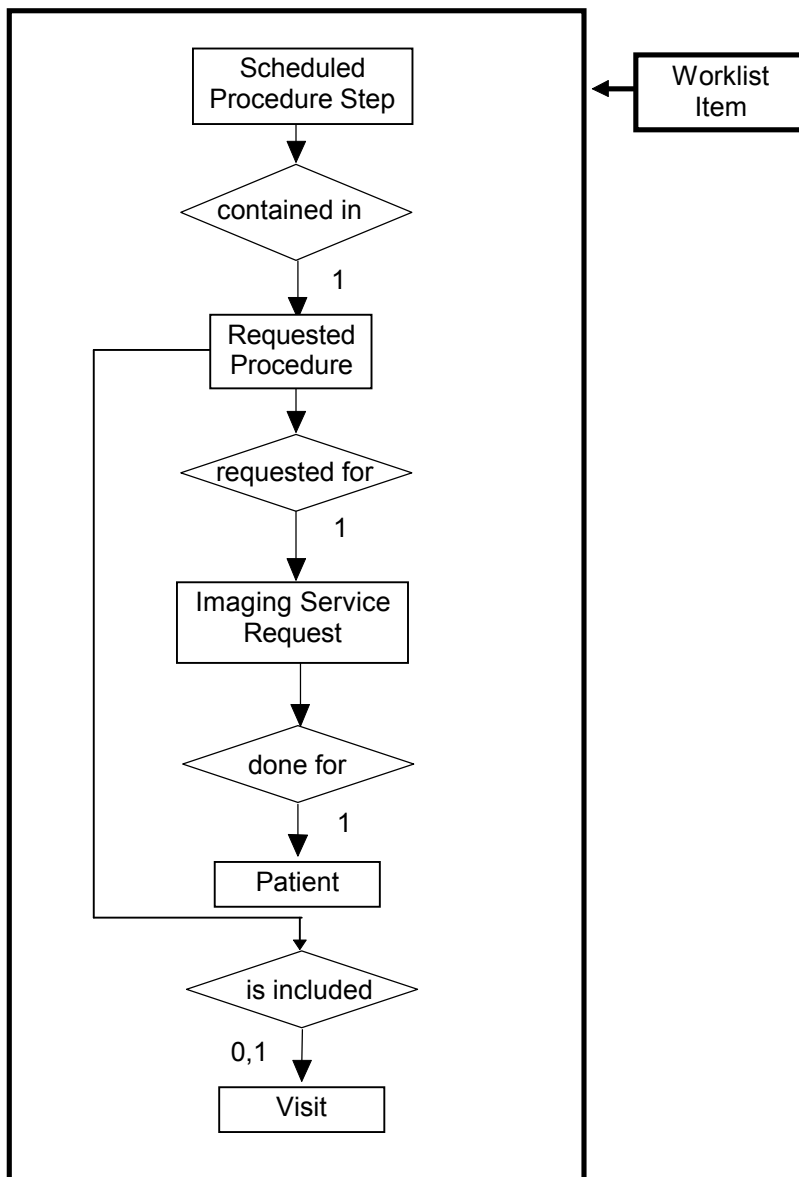 Scheduled
Procedure Step
Worklist
Item
contained in
1
Requested
Procedure
requested for
1
Imaging Service
Request
done for
1
Patient
is included
0,1
Visit